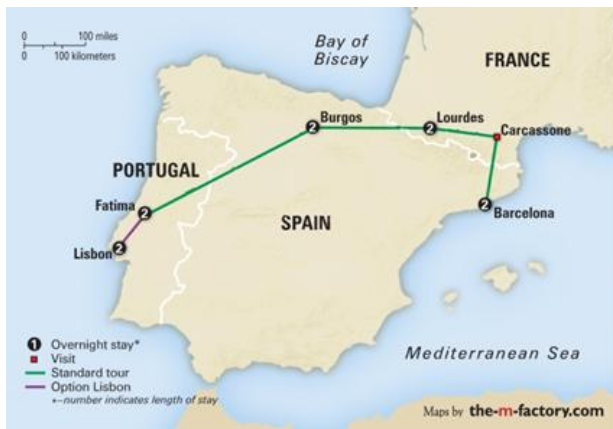 0 100 miles
0 100 kilometers
Bay of
Biscay
FRANCE
2 Burgos
2 Lourdes
Carcassone
PORTUGAL
Fatima 2
SPAIN
2 Barcelona
Lisbon 2
1 Overnight stay*
Visit
Standard tour
Option Lisbon
*–number indicates length of stay
Mediterranean Sea
Maps by the-m-factory.com